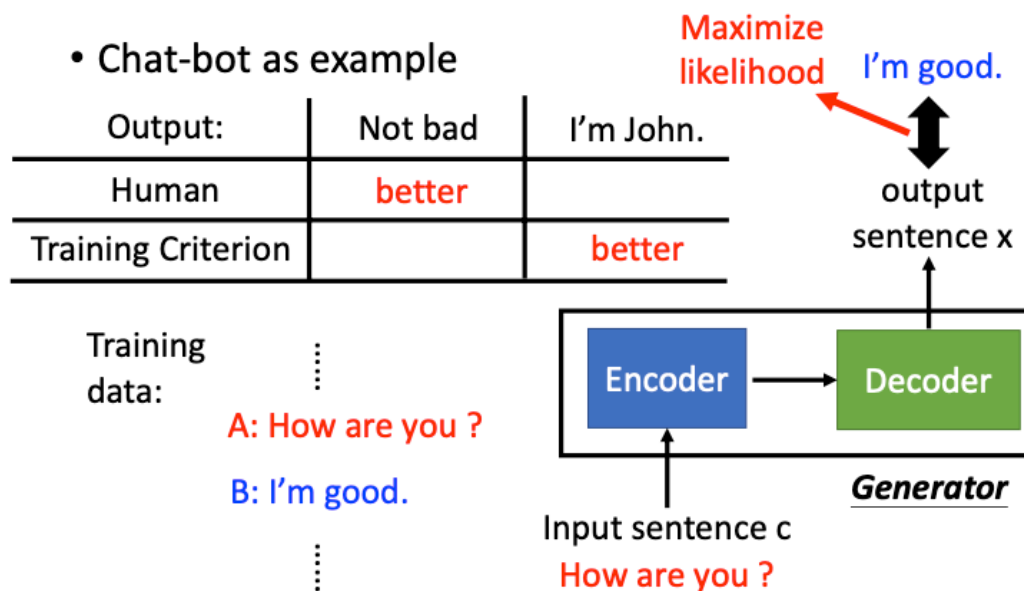 • Chat-bot as example
Maximize
likelihood
I'm good.
Output: Not bad I'm John.
Human better
Training Criterion better
output
sentence x
Training
data:
A: How are you ?
B: I'm good.
Encoder
Decoder
Generator
Input sentence c
How are you ?